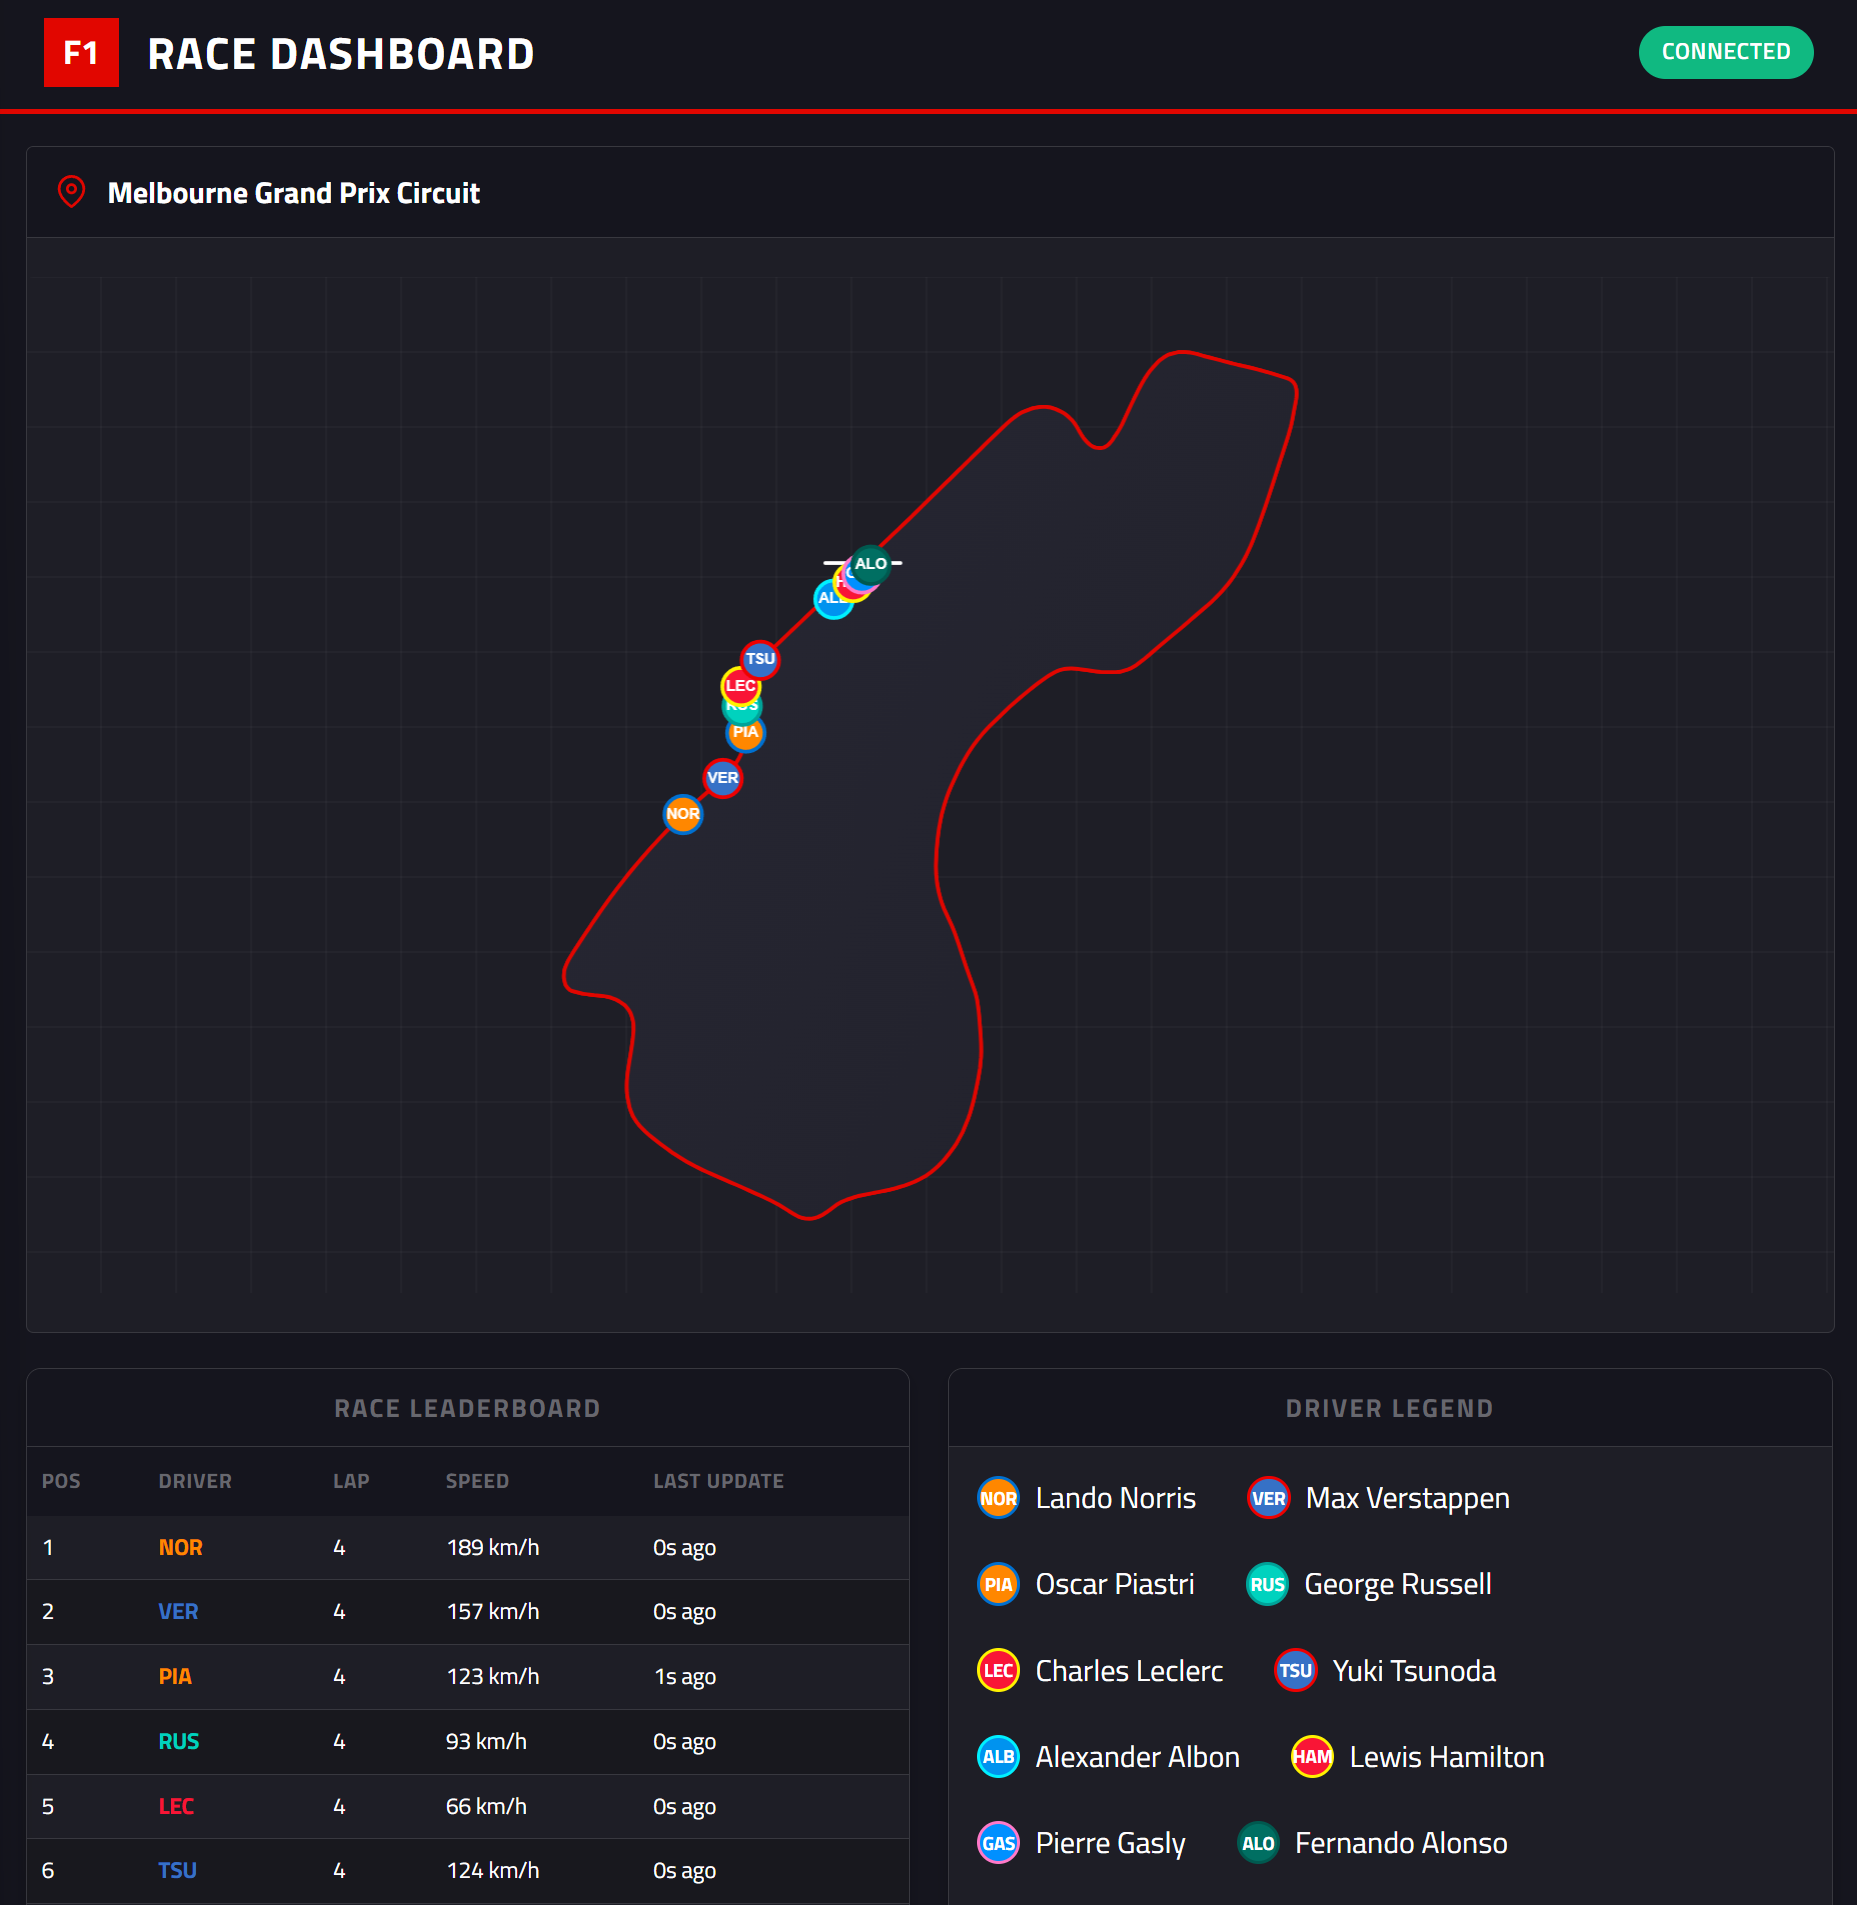 F1 RACE DASHBOARD CONNECTED
Melbourne Grand Prix Circuit
ALO
ALB
TSU
LEC
RUS
PIA
VER
NOR
RACE LEADERBOARD
POS DRIVER LAP SPEED LAST UPDATE
1 NOR 4 189 km/h 0s ago
2 VER 4 157 km/h 0s ago
3 PIA 4 123 km/h 1s ago
4 RUS 4 93 km/h 0s ago
5 LEC 4 66 km/h 0s ago
6 TSU 4 124 km/h 0s ago
DRIVER LEGEND
NOR Lando Norris VER Max Verstappen
PIA Oscar Piastri RUS George Russell
LEC Charles Leclerc TSU Yuki Tsunoda
ALB Alexander Albon HAM Lewis Hamilton
GAS Pierre Gasly ALO Fernando Alonso